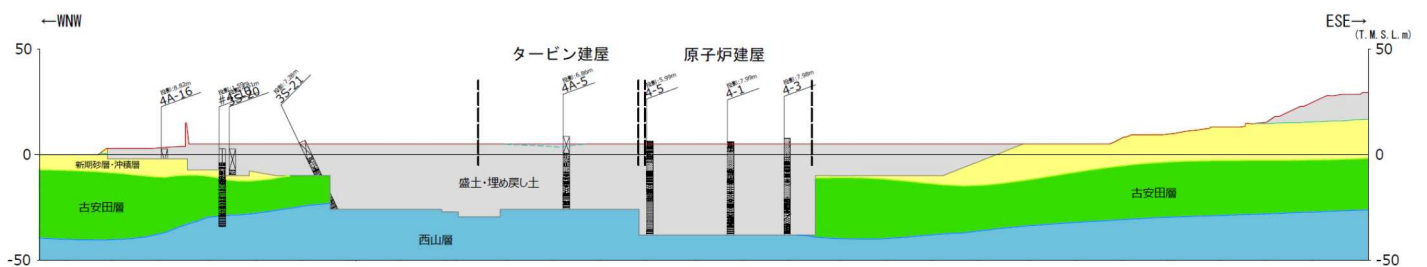 ←WNW
ESE→
(T.M.S.L.m)
50
50
タービン建屋
原子炉建屋
4A-16
3S-20
3S-21
4A-5
4-5
4-1
4-3
0
0
新期砂層・沖積層
盛土・埋め戻し土
古安田層
古安田層
西山層
-50
-50